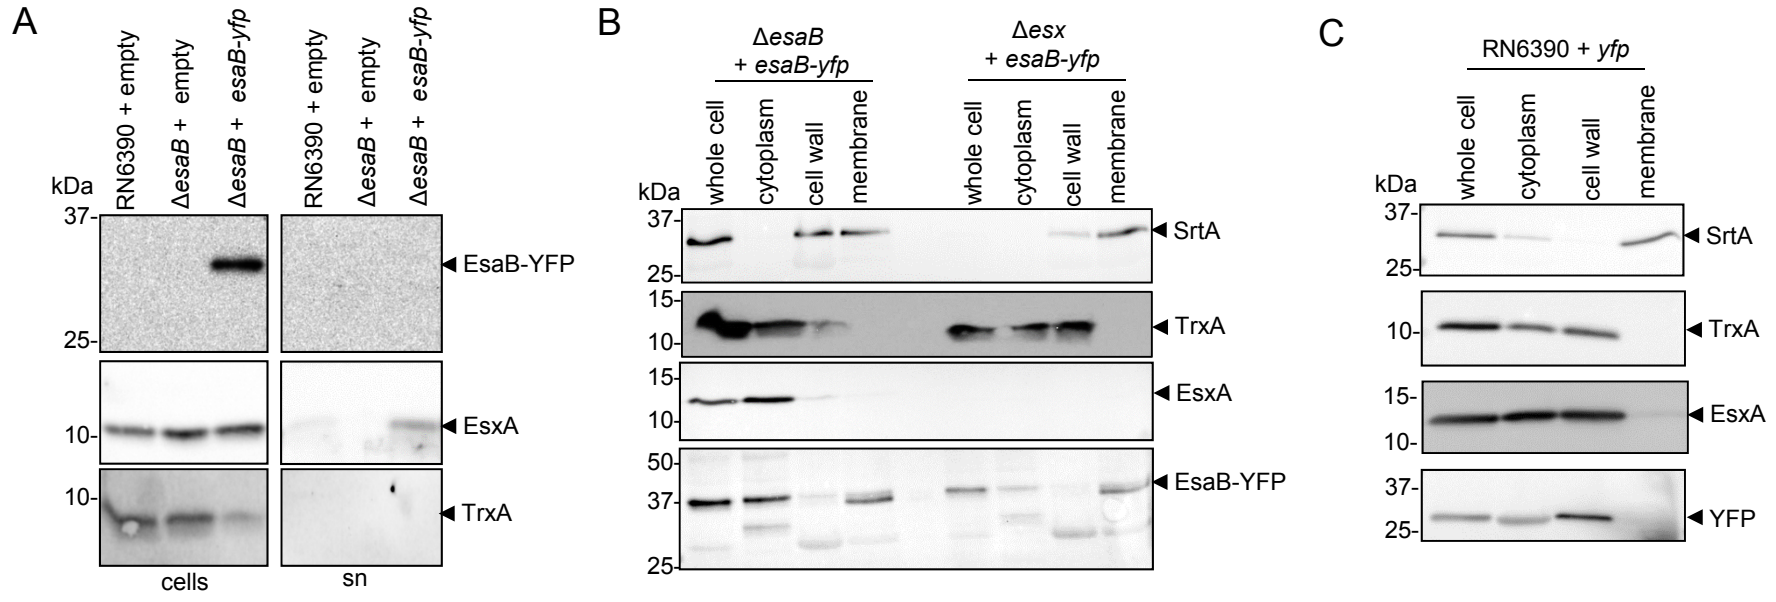 A
RN6390 + empty
ΔesaB + empty
ΔesaB + esaB-yfp
RN6390 + empty
ΔesaB + empty
ΔesaB + esaB-yfp
kDa
37-
25-
EsaB-YFP
10-
EsxA
10-
TrxA
cells
sn
B
ΔesaB
+ esaB-yfp
Δesx
+ esaB-yfp
whole cell
cytoplasm
cell wall
membrane
whole cell
cytoplasm
cell wall
membrane
kDa
37-
25-
SrtA
15-
10-
TrxA
15-
10-
EsxA
50-
37-
25-
EsaB-YFP
C
RN6390 + yfp
whole cell
cytoplasm
cell wall
membrane
kDa
37-
25-
SrtA
10-
TrxA
15-
10-
EsxA
37-
25-
YFP